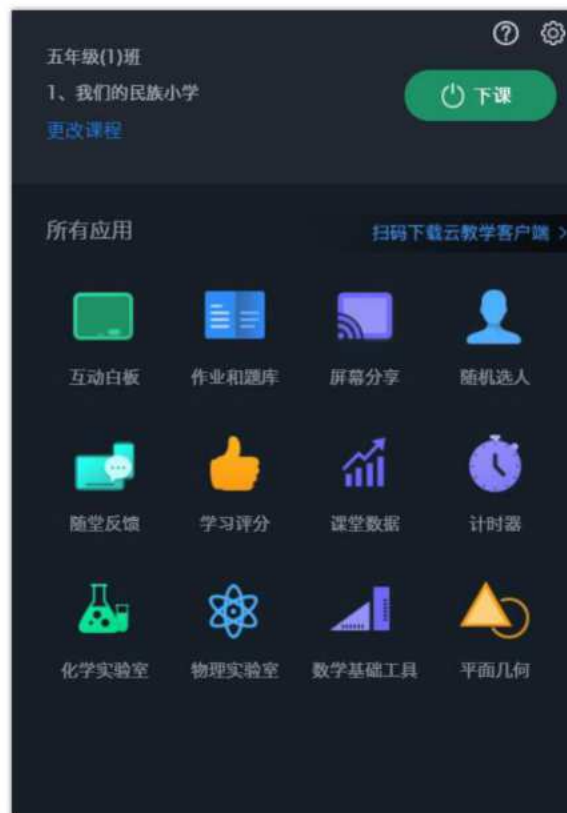 五年级(1)班
1、我们的民族小学
下课
更改课程
所有应用
扫码下载云教学客户端 >
互动白板 作业和题库 屏幕分享 随机选人
随堂反馈 学习评分 课堂数据 计时器
化学实验室 物理实验室 数学基础工具 平面几何